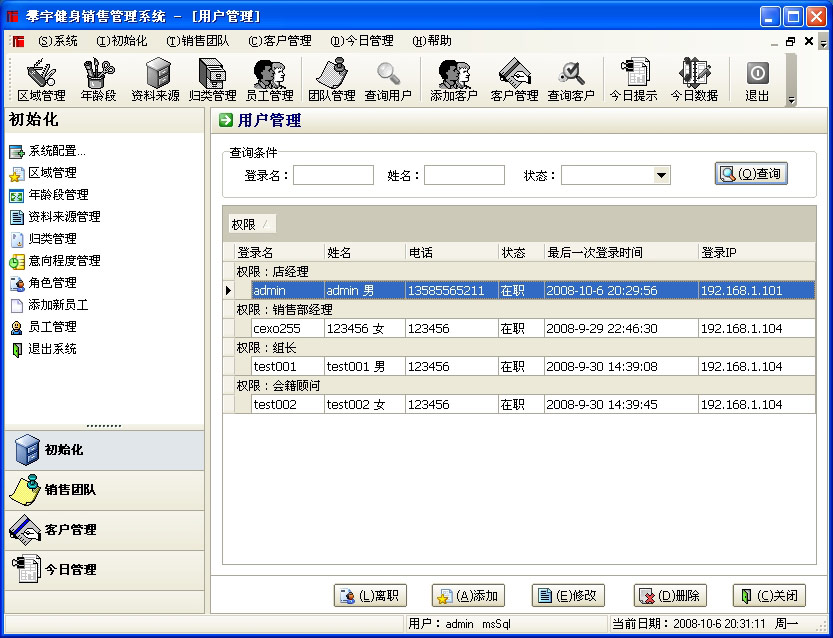 擎宇健身销售管理系统 - [用户管理]
(S)系统 (I)初始化 (T)销售团队 (C)客户管理 (D)今日管理 (H)帮助
区域管理 年龄段 资料来源 归类管理 员工管理 团队管理 查询用户 添加客户 客户管理 查询客户 今日提示 今日数据 退出
初始化
系统配置...
区域管理
年龄段管理
资料来源管理
归类管理
意向程度管理
角色管理
添加新员工
员工管理
退出系统
初始化
销售团队
客户管理
今日管理
用户管理
查询条件
登录名： 姓名： 状态： (Q)查询
权限
登录名 姓名 电话 状态 最后一次登录时间 登录IP
权限：店经理
admin admin 男 13585565211 在职 2008-10-6 20:29:56 192.168.1.101
权限：销售部经理
cexo255 123456 女 123456 在职 2008-9-29 22:46:30 192.168.1.104
权限：组长
test001 test001 男 123456 在职 2008-9-30 14:39:08 192.168.1.104
权限：会籍顾问
test002 test002 女 123456 在职 2008-9-30 14:39:45 192.168.1.104
(L)离职 (A)添加 (E)修改 (D)删除 (C)关闭
用户：admin msSql 当前日期：2008-10-6 20:31:11 周一